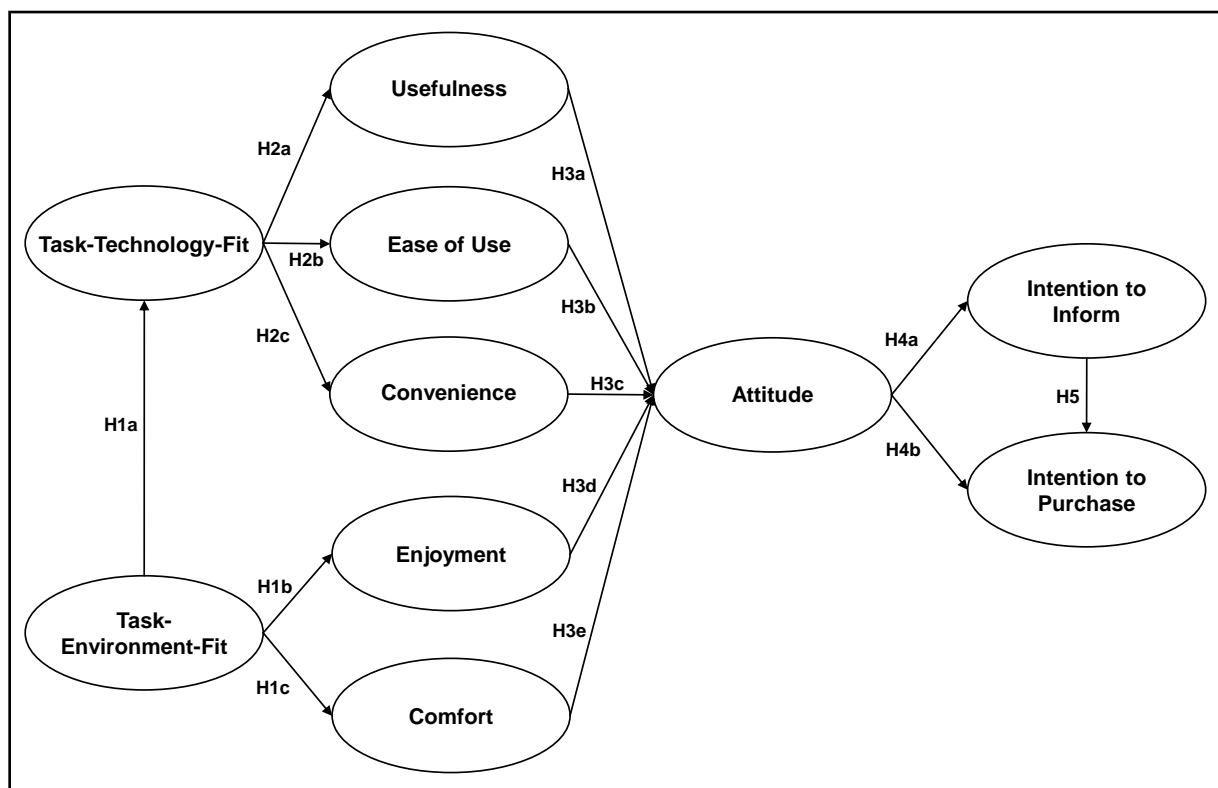 Usefulness
H2a
H3a
Task-Technology-Fit
Ease of Use
H2b
Intention to
Inform
H3b
H2c
H4a
Convenience
H3c
Attitude
H5
H1a
H4b
H3d
Intention to
Purchase
Enjoyment
H1b
Task-
Environment-Fit
H3e
H1c
Comfort